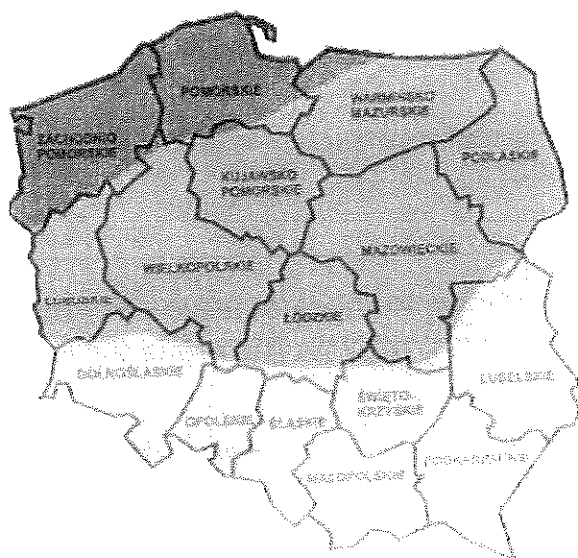 POMORSKIE
WARMIŃSKO
MAZURSKIE
ZACHODNIO
POMORSKIE
PODLASKIE
KUJAWSKO
POMORSKIE
MAZOWIECKIE
WIELKOPOLSKIE
LUBUSKIE
ŁÓDZKIE
DOLNOŚLĄSKIE
LUBELSKIE
ŚWIĘTO-
KRZYSKIE
OPOLSKIE
ŚLĄSKIE
PODKARPACKIE
MAŁOPOLSKIE